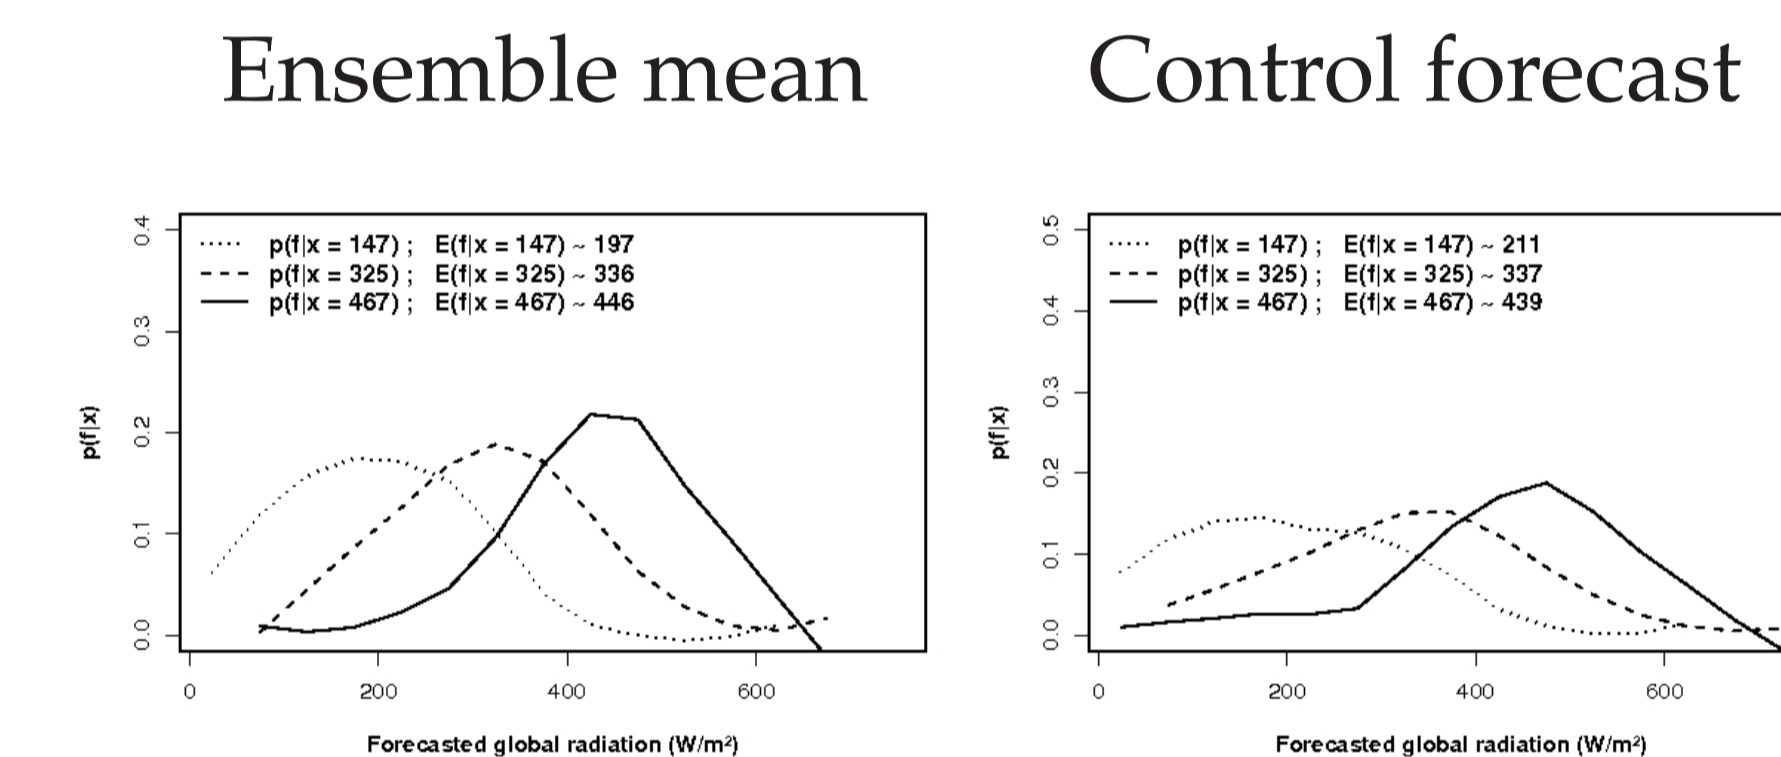 Ensemble mean
0.4
0.3
0.2
0.1
0.0
p(f|x)
p(f|x = 147) ; E(f|x = 147) ~ 197
p(f|x = 325) ; E(f|x = 325) ~ 336
p(f|x = 467) ; E(f|x = 467) ~ 446
0 200 400 600
Forecasted global radiation (W/m²)
Control forecast
0.5
0.4
0.3
0.2
0.1
0.0
p(f|x)
p(f|x = 147) ; E(f|x = 147) ~ 211
p(f|x = 325) ; E(f|x = 325) ~ 337
p(f|x = 467) ; E(f|x = 467) ~ 439
0 200 400 600
Forecasted global radiation (W/m²)